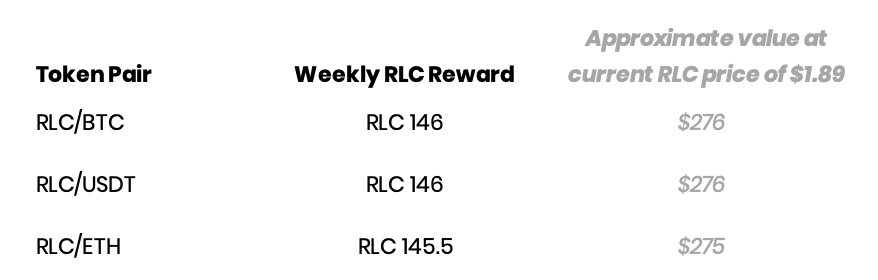 Approximate value at
Token Pair Weekly RLC Reward current RLC price of $1.89
RLC/BTC RLC 146 $276
RLC/USDT RLC 146 $276
RLC/ETH RLC 145.5 $275